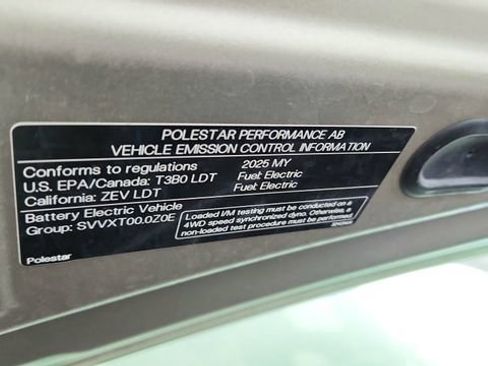 POLESTAR PERFORMANCE AB
VEHICLE EMISSION CONTROL INFORMATION
Conforms to regulations 2025 MY
U.S. EPA/Canada: T3B0 LDT Fuel: Electric
California: ZEV LDT Fuel: Electric
Battery Electric Vehicle
Group: SVVXT00.0Z0E
Loaded I/M testing must be conducted on a
4WD speed synchronized dyno. Otherwise, a
non-loaded test procedure must be performed
Polestar